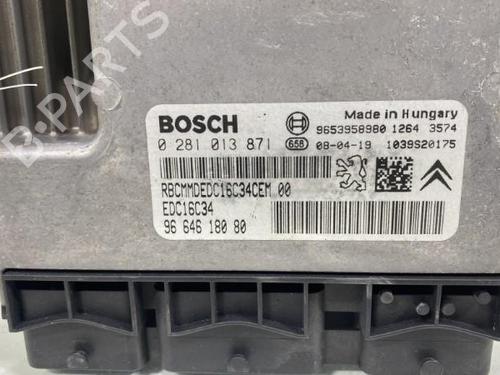 B-PARTS
BOSCH
Made in Hungary
9653958980 1264 3574
0 281 013 871
658 08-04-19 1039S20175
RBCMMDEDC16C34CEM 00
EDC16C34
96 646 180 80